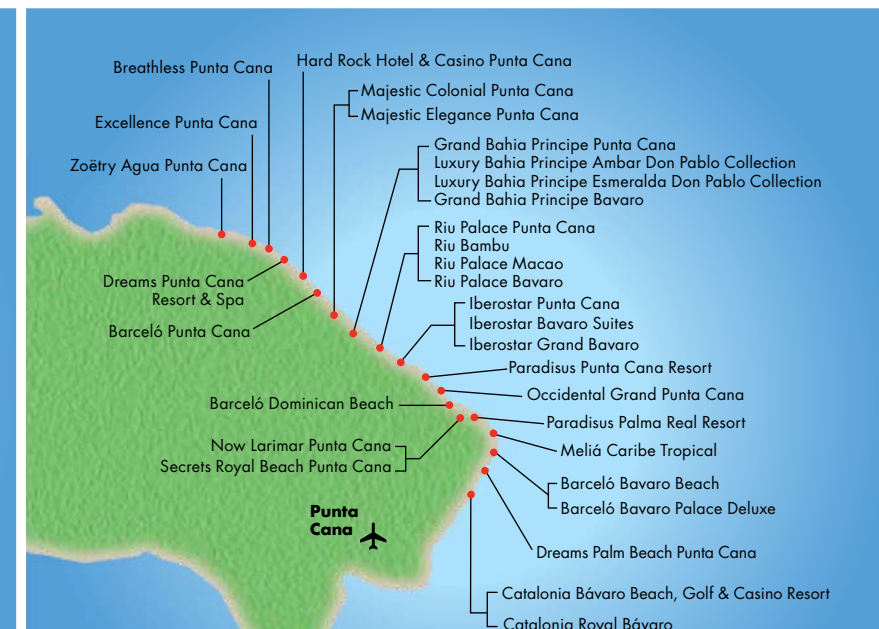 Hard Rock Hotel & Casino Punta Cana
Breathless Punta Cana
Majestic Colonial Punta Cana
Majestic Elegance Punta Cana
Excellence Punta Cana
Grand Bahia Principe Punta Cana
Luxury Bahia Principe Ambar Don Pablo Collection
Luxury Bahia Principe Esmeralda Don Pablo Collection
Grand Bahia Principe Bavaro
Zoëtry Agua Punta Cana
Riu Palace Punta Cana
Riu Bambu
Riu Palace Macao
Riu Palace Bavaro
Dreams Punta Cana
Resort & Spa
Iberostar Punta Cana
Iberostar Bavaro Suites
Iberostar Grand Bavaro
Barceló Punta Cana
Paradisus Punta Cana Resort
Occidental Grand Punta Cana
Barceló Dominican Beach
Paradisus Palma Real Resort
Now Larimar Punta Cana
Secrets Royal Beach Punta Cana
Meliá Caribe Tropical
Barceló Bavaro Beach
Barceló Bavaro Palace Deluxe
Punta
Cana
Dreams Palm Beach Punta Cana
Catalonia Bávaro Beach, Golf & Casino Resort
Catalonia Royal Bávaro